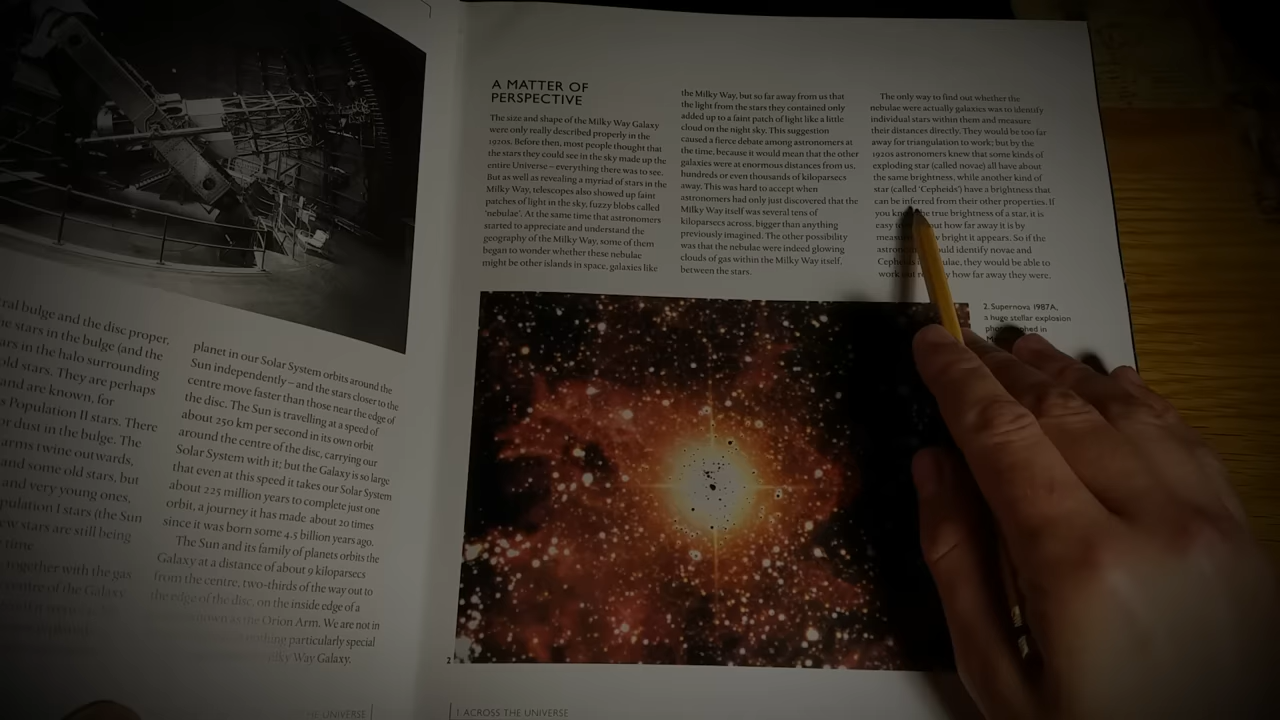 ral bulge and the disc proper,
e stars in the bulge (and the
ars in the halo surrounding
old stars. They are perhaps
and are known, for
s Population II stars. There
or dust in the bulge. The
arms twine outwards,
and some old stars, but
and very young ones,
pulation I stars (the Sun
ew stars are still being
time
together with the gas
centre of the Galaxy
planet in our Solar System orbits around the
Sun independently – and the stars closer to the
centre move faster than those near the edge of
the disc. The Sun is travelling at a speed of
about 250 km per second in its own orbit
around the centre of the disc, carrying our
Solar System with it; but the Galaxy is so large
that even at this speed it takes our Solar System
about 225 million years to complete just one
orbit, a journey it has made about 20 times
since it was born some 4.5 billion years ago.
The Sun and its family of planets orbits the
Galaxy at a distance of about 9 kiloparsecs
from the centre, two-thirds of the way out to
the edge of the disc, on the inside edge of a
known as the Orion Arm. We are not in
nothing particularly special
lky Way Galaxy.
HE UNIVERSE
A MATTER OF
PERSPECTIVE
The size and shape of the Milky Way Galaxy
were only really described properly in the
1920s. Before then, most people thought that
the stars they could see in the sky made up the
entire Universe – everything there was to see.
But as well as revealing a myriad of stars in the
Milky Way, telescopes also showed up faint
patches of light in the sky, fuzzy blobs called
'nebulae'. At the same time that astronomers
started to appreciate and understand the
geography of the Milky Way, some of them
began to wonder whether these nebulae
might be other islands in space, galaxies like
the Milky Way, but so far away from us that
the light from the stars they contained only
added up to a faint patch of light like a little
cloud on the night sky. This suggestion
caused a fierce debate among astronomers at
the time, because it would mean that the other
galaxies were at enormous distances from us,
hundreds or even thousands of kiloparsecs
away. This was hard to accept when
astronomers had only just discovered that the
Milky Way itself was several tens of
kiloparsecs across, bigger than anything
previously imagined. The other possibility
was that the nebulae were indeed glowing
clouds of gas within the Milky Way itself,
between the stars.
The only way to find out whether the
nebulae were actually galaxies was to identify
individual stars within them and measure
their distances directly. They would be too far
away for triangulation to work; but by the
1920s astronomers knew that some kinds of
exploding star (called novae) all have about
the same brightness, while another kind of
star (called 'Cepheids') have a brightness that
can be inferred from their other properties. If
you kn the true brightness of a star, it is
easy t out how far away it is by
meas w bright it appears. So if the
astron uld identify novae and
Cepheids ulae, they would be able to
work out re y how far away they were.
2. Supernova 1987A,
a huge stellar explosion
ph ed in
2
1 ACROSS THE UNIVERSE